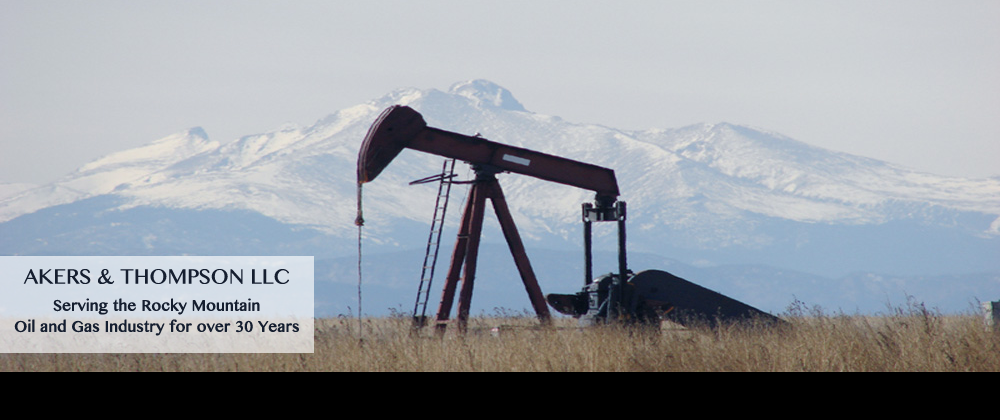 AKERS & THOMPSON LLC
Serving the Rocky Mountain
Oil and Gas Industry for over 30 Years